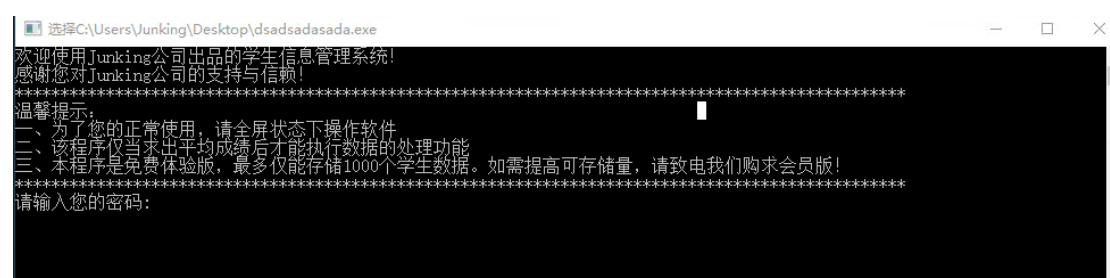 选择C:\Users\Junking\Desktop\dsadsadasada.exe
欢迎使用Junking公司出品的学生信息管理系统!
感谢您对Junking公司的支持与信赖!
******************************************************************************************
温馨提示:
一、为了您的正常使用，请全屏状态下操作软件
二、该程序仅当求出平均成绩后才能执行数据的处理功能
三、本程序是免费体验版，最多仅能存储1000个学生数据。如需提高可存储量，请致电我们购求会员版!
******************************************************************************************
请输入您的密码: